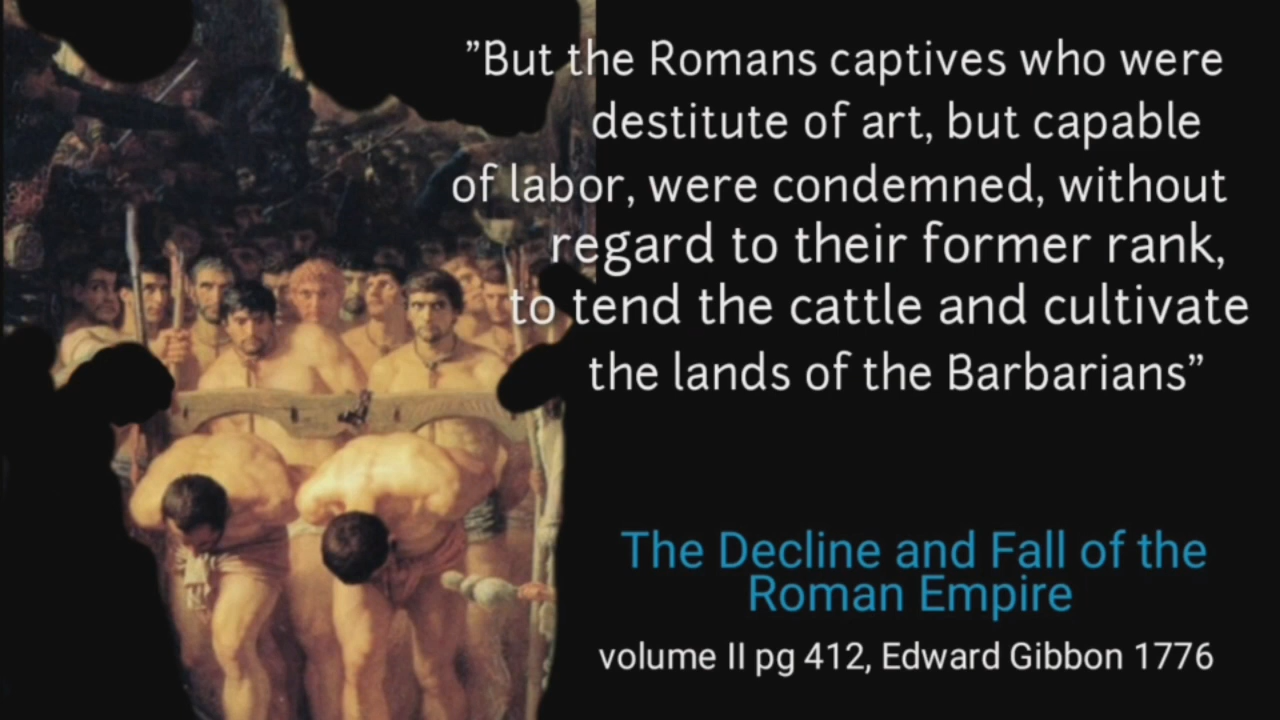 ”But the Romans captives who were
destitute of art, but capable
of labor, were condemned, without
regard to their former rank,
to tend the cattle and cultivate
the lands of the Barbarians”
The Decline and Fall of the
Roman Empire
volume II pg 412, Edward Gibbon 1776